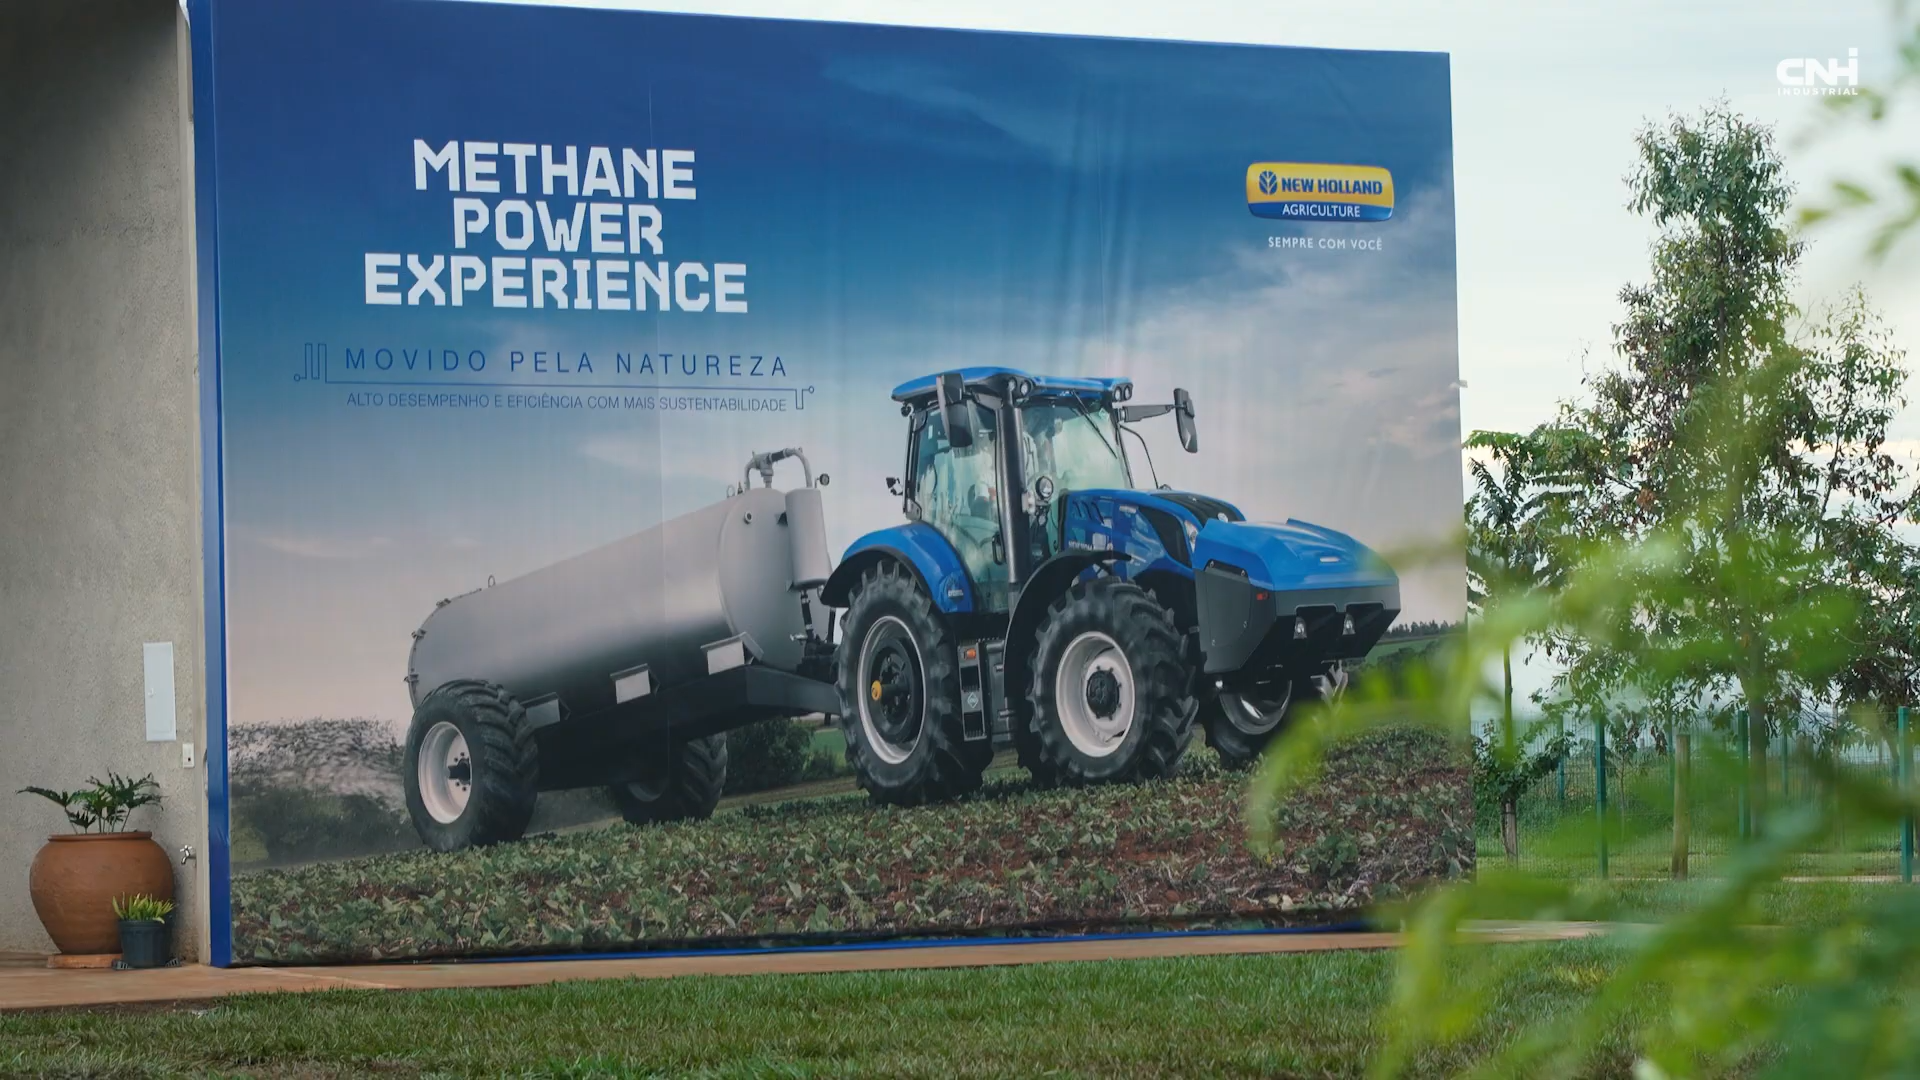 METHANE
POWER
EXPERIENCE
MOVIDO PELA NATUREZA
ALTO DESEMPENHO E EFICIÊNCIA COM MAIS SUSTENTABILIDADE
NEW HOLLAND
AGRICULTURE
SEMPRE COM VOCÊ
CNH
INDUSTRIAL